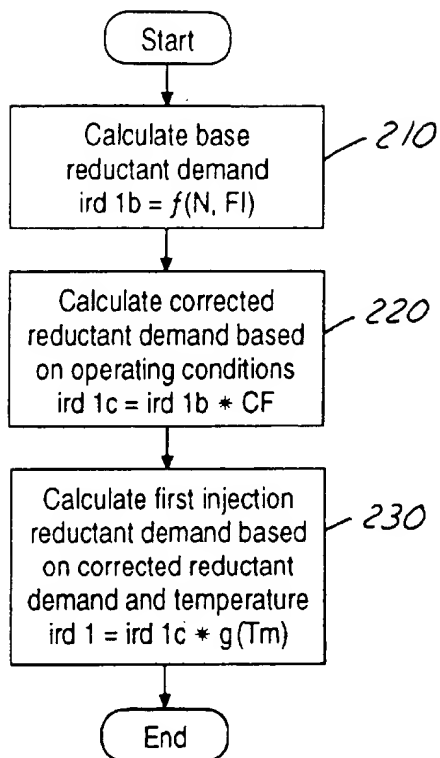 Start
Calculate base
reductant demand
ird 1b = f(N, FI)
210
Calculate corrected
reductant demand based
on operating conditions
ird 1c = ird 1b * CF
220
Calculate first injection
reductant demand based
on corrected reductant
demand and temperature
ird 1 = ird 1c * g(Tm)
230
End